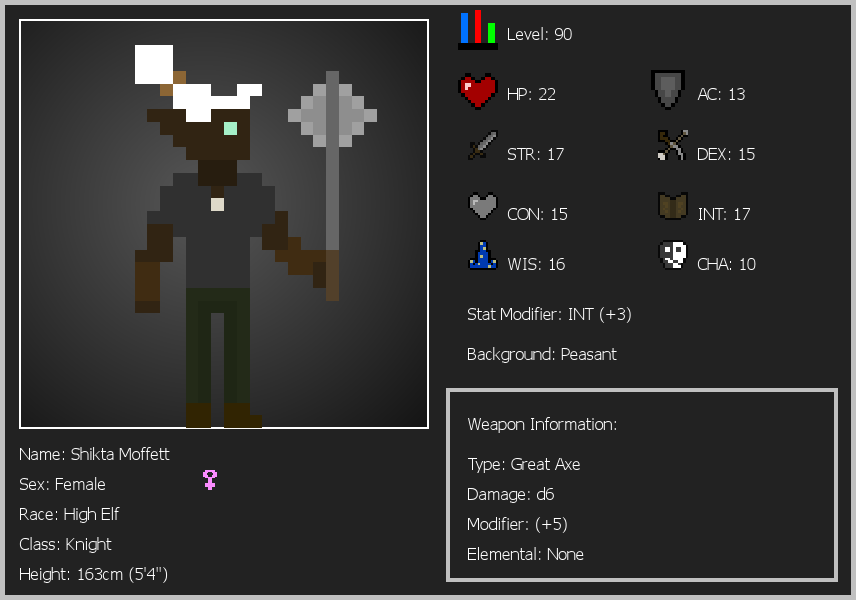 Level: 90
HP: 22
AC: 13
STR: 17
DEX: 15
CON: 15
INT: 17
WIS: 16
CHA: 10
Stat Modifier: INT (+3)
Background: Peasant
Weapon Information:
Type: Great Axe
Damage: d6
Modifier: (+5)
Elemental: None
Name: Shikta Moffett
Sex: Female
Race: High Elf
Class: Knight
Height: 163cm (5'4")